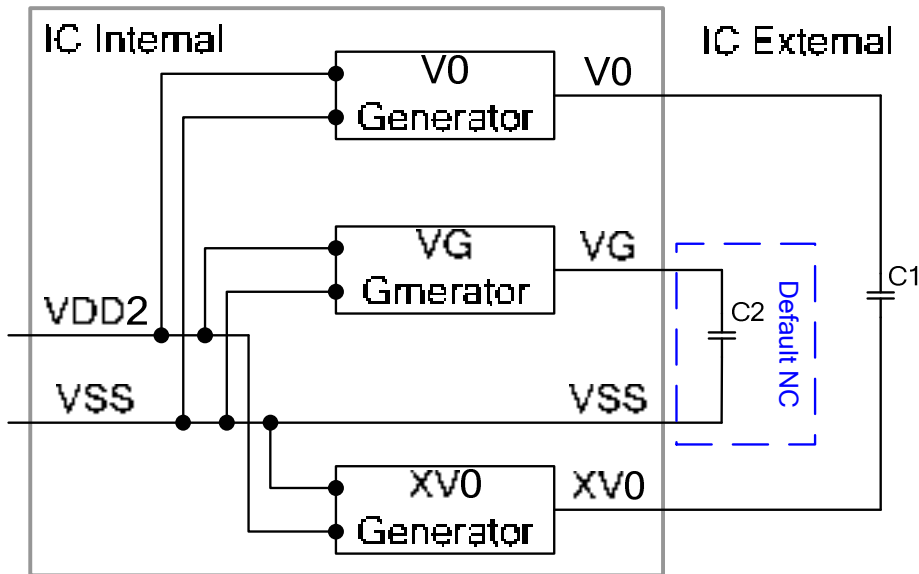 IC Internal
IC External
V0
Generator
V0
VG
Gmerator
VG
C1
C2
Default NC
VDD2
VSS
VSS
XV0
Generator
XV0